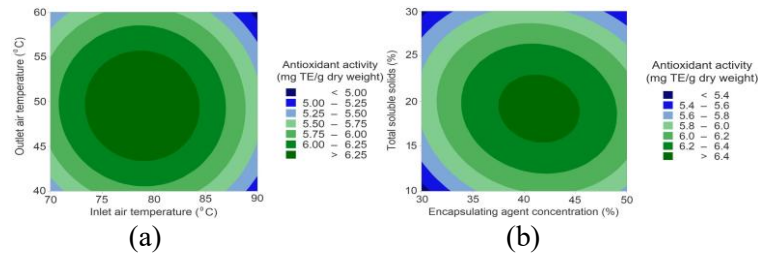 60
55
50
45
40
Outlet air temperature (°C)
70 75 80 85 90
Inlet air temperature (°C)
Antioxidant activity
(mg TE/g dry weight)
< 5.00
5.00 – 5.25
5.25 – 5.50
5.50 – 5.75
5.75 – 6.00
6.00 – 6.25
> 6.25
(a)
30
25
20
15
10
Total soluble solids (%)
30 35 40 45 50
Encapsulating agent concentration (%)
Antioxidant activity
(mg TE/g dry weight)
< 5.4
5.4 – 5.6
5.6 – 5.8
5.8 – 6.0
6.0 – 6.2
6.2 – 6.4
> 6.4
(b)